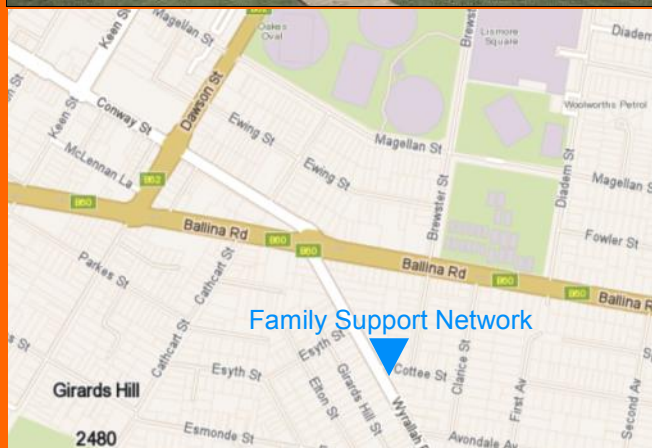 Keen St
Magellan St
Oakes
Oval
Brewster
Lismore
Square
Diadem
Dawson St
Woolworths Petrol
Keen St
Conway St
Ewing St
Magellan St
McLennan La
B62
Ewing St
Diadem St
Magellan S
B60
Brewster St
Ballina Rd
B60
B60
Fowler St
Parkes St
Cathcart St
Ballina Rd
B60
B60
Ballina R
Family Support Network
Cathcart St
Esyth St
Cottee St
Clarice St
Esyth St
Elton St
Girards Hill St
First Av
Second Av
Girards Hill
Wyrallah
2480
Esmonde St
Avondale Av